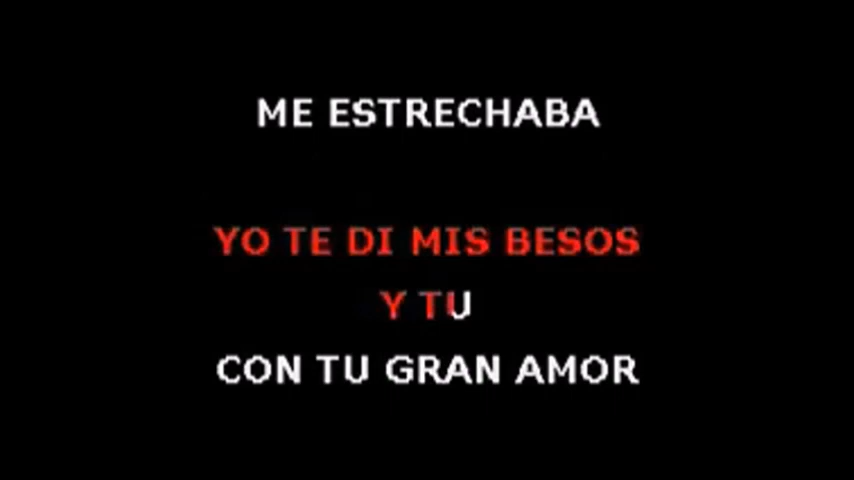 ME ESTRECHABA
YO TE DI MIS BESOS
Y TU
CON TU GRAN AMOR